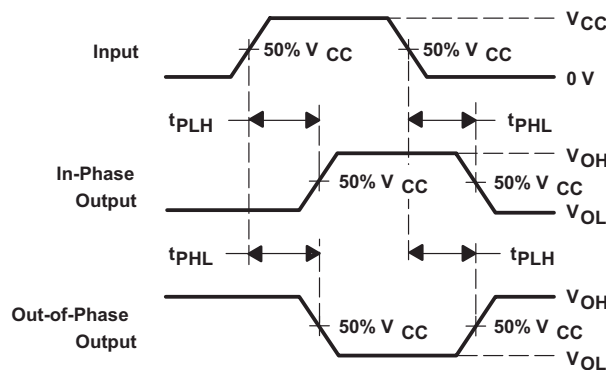 VCC
Input
50% VCC
50% VCC
0 V
tPLH
tPHL
VOH
In-Phase
Output
50% VCC
50% VCC
VOL
tPHL
tPLH
VOH
Out-of-Phase
Output
50% VCC
50% VCC
VOL